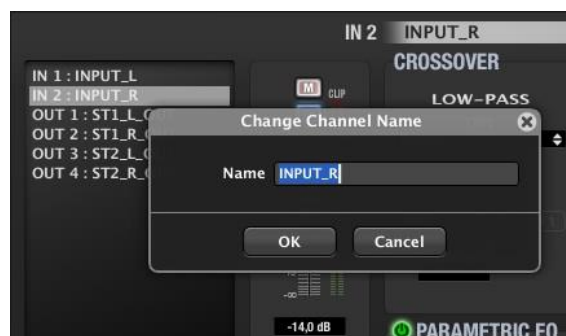 IN 2 INPUT_R
CROSSOVER
IN 1 : INPUT_L
IN 2 : INPUT_R
OUT 1 : ST1_L_
OUT 2 : ST1_R_
OUT 3 : ST2_L_
OUT 4 : ST2_R_
M CLIP
LOW-PASS
Change Channel Name
Name INPUT_R
OK Cancel
-∞
-14,0 dB
PARAMETRIC EQ